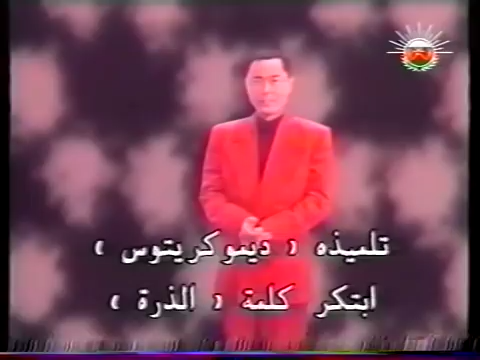 تلميذه ( ديموكريتوس )
ابتكر كلمة ( الذرة )